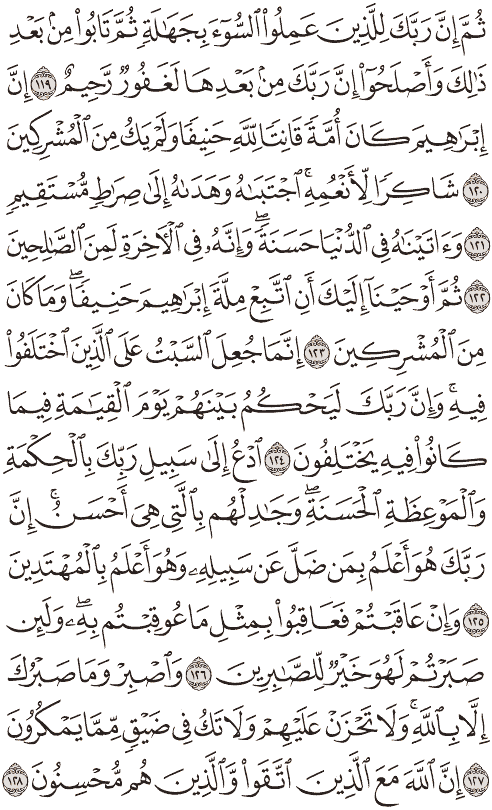 ثُمَّ إِنَّ رَبَّكَ لِلَّذِينَ عَمِلُوا۟ ٱلسُّوٓءَ بِجَهَٰلَةٍ ثُمَّ تَابُوا۟ مِنۢ بَعْدِ
ذَٰلِكَ وَأَصْلَحُوٓا۟ إِنَّ رَبَّكَ مِنۢ بَعْدِهَا لَغَفُورٌ رَّحِيمٌ ١١٩ إِنَّ
إِبْرَٰهِيمَ كَانَ أُمَّةً قَانِتًا لِّلَّهِ حَنِيفًا وَلَمْ يَكُ مِنَ ٱلْمُشْرِكِينَ
١٢٠ شَاكِرًا لِّأَنْعُمِهِ ۚ ٱجْتَبَىٰهُ وَهَدَىٰهُ إِلَىٰ صِرَٰطٍ مُّسْتَقِيمٍ
١٢١ وَءَاتَيْنَٰهُ فِى ٱلدُّنْيَا حَسَنَةً ۖ وَإِنَّهُۥ فِى ٱلْءَاخِرَةِ لَمِنَ ٱلصَّٰلِحِينَ
١٢٢ ثُمَّ أَوْحَيْنَآ إِلَيْكَ أَنِ ٱتَّبِعْ مِلَّةَ إِبْرَٰهِيمَ حَنِيفًا ۖ وَمَا كَانَ
مِنَ ٱلْمُشْرِكِينَ ١٢٣ إِنَّمَا جُعِلَ ٱلسَّبْتُ عَلَى ٱلَّذِينَ ٱخْتَلَفُوا۟
فِيهِ ۚ وَإِنَّ رَبَّكَ لَيَحْكُمُ بَيْنَهُمْ يَوْمَ ٱلْقِيَٰمَةِ فِيمَا
كَانُوا۟ فِيهِ يَخْتَلِفُونَ ١٢٤ ٱدْعُ إِلَىٰ سَبِيلِ رَبِّكَ بِٱلْحِكْمَةِ
وَٱلْمَوْعِظَةِ ٱلْحَسَنَةِ ۖ وَجَٰدِلْهُم بِٱلَّتِى هِىَ أَحْسَنُ ۚ إِنَّ
رَبَّكَ هُوَ أَعْلَمُ بِمَن ضَلَّ عَن سَبِيلِهِۦ وَهُوَ أَعْلَمُ بِٱلْمُهْتَدِينَ
١٢٥ وَإِنْ عَاقَبْتُمْ فَعَاقِبُوا۟ بِمِثْلِ مَا عُوقِبْتُم بِهِۦ ۖ وَلَئِن
صَبَرْتُمْ لَهُوَ خَيْرٌ لِّلصَّٰبِرِينَ ١٢٦ وَٱصْبِرْ وَمَا صَبْرُكَ
إِلَّا بِٱللَّهِ ۚ وَلَا تَحْزَنْ عَلَيْهِمْ وَلَا تَكُ فِى ضَيْقٍ مِّمَّا يَمْكُرُونَ
١٢٧ إِنَّ ٱللَّهَ مَعَ ٱلَّذِينَ ٱتَّقَوا۟ وَّٱلَّذِينَ هُم مُّحْسِنُونَ ١٢٨